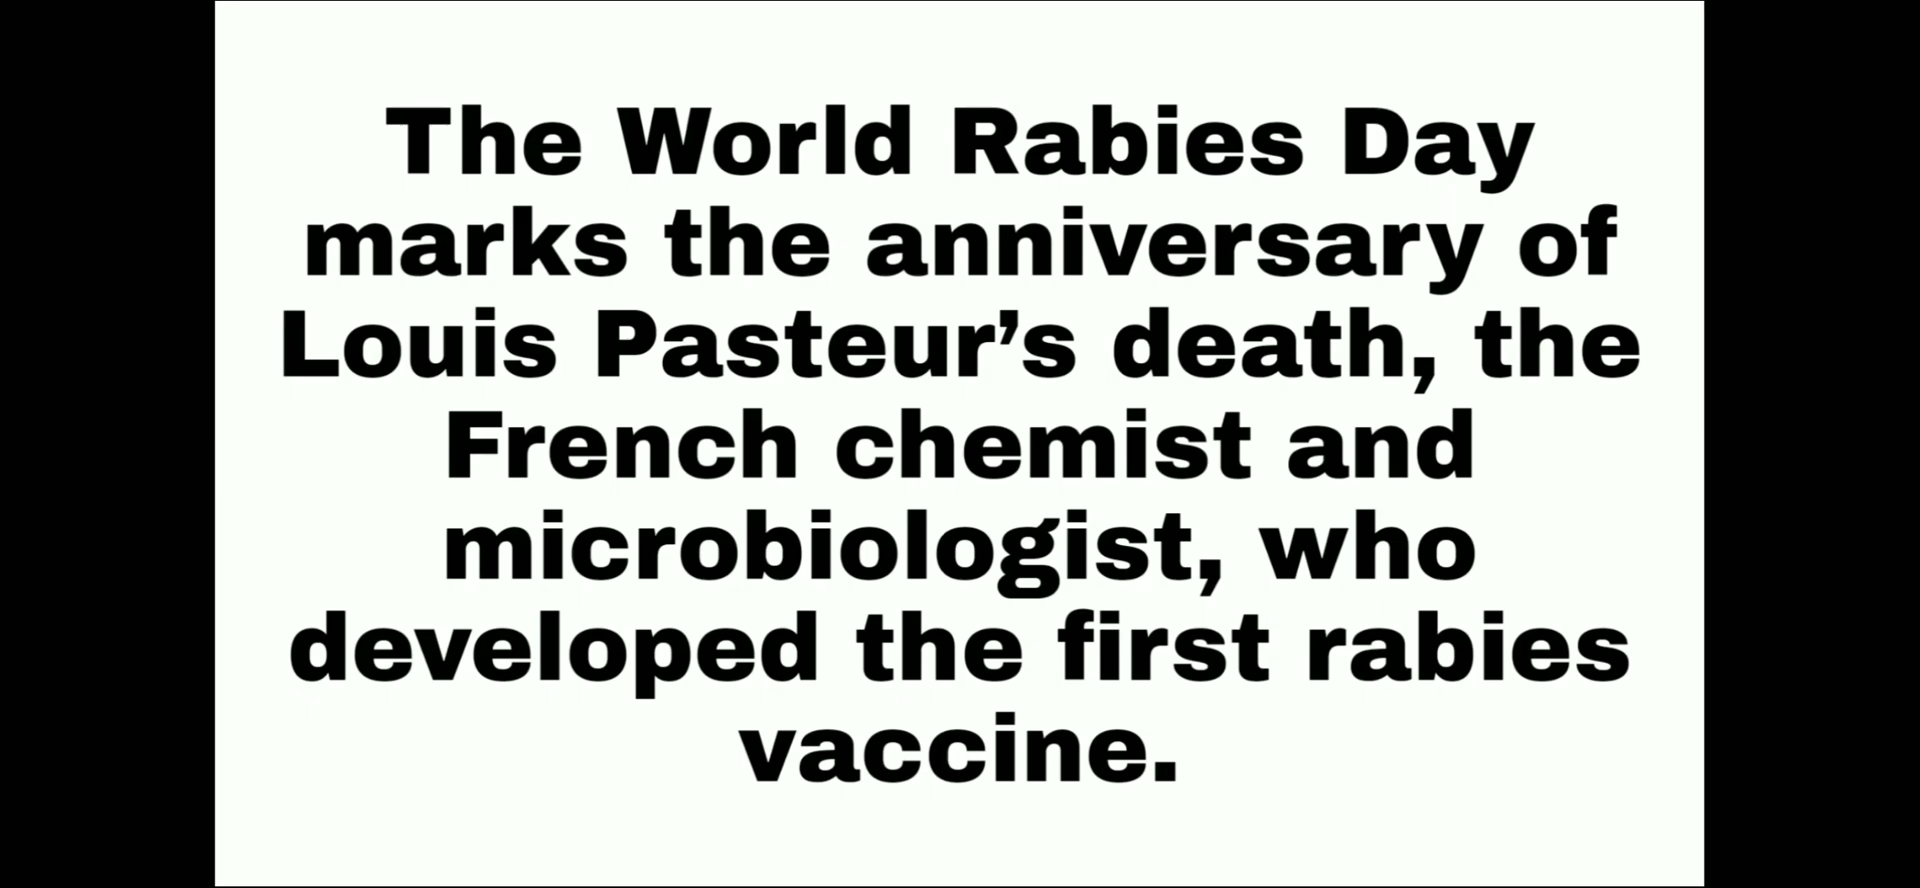 The World Rabies Day
marks the anniversary of
Louis Pasteur’s death, the
French chemist and
microbiologist, who
developed the first rabies
vaccine.